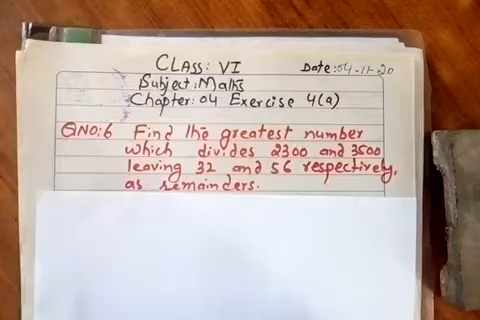 CLASS: VI
Date: 04-11-20
Subject: Maths
Chapter: 04 Exercise 4(a)
QNO:6 Find the greatest number
which divides 2300 and 3500
leaving 32 and 56 respectively,
as remainders.